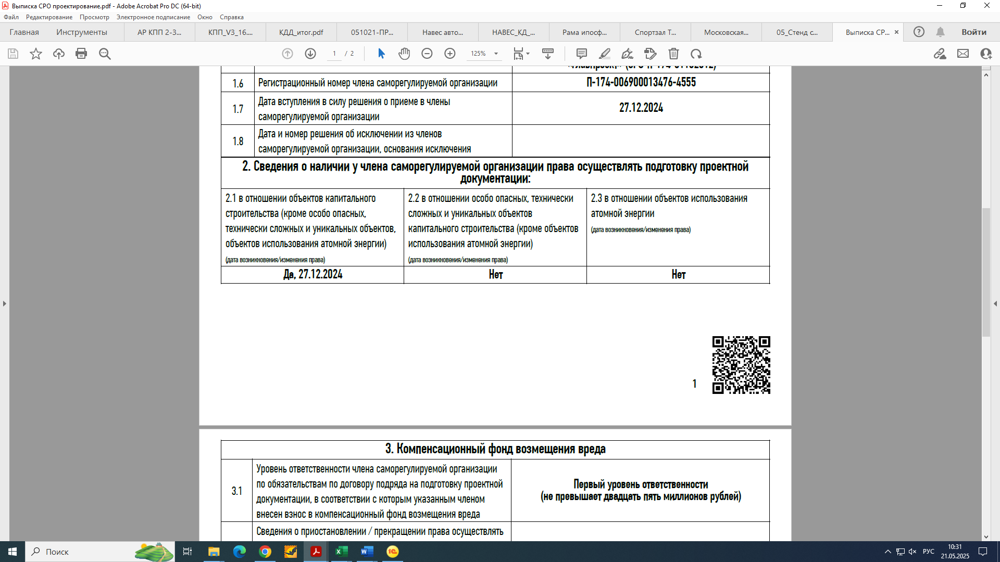 Выписка СРО проектирование.pdf - Adobe Acrobat Pro DC (64-bit)
Файл Редактирование Просмотр Электронное подписание Окно Справка
Главная Инструменты АР КПП 2-3... КПП_V3_16.... КДД_итог.pdf 051021-ПР... Навес авто... НАВЕС_КД_... Рама ипосф... Спортзал Т... Московская... 05_Стенд с... Выписка СР... Войти
1 / 2 125%
1.6 Регистрационный номер члена саморегулируемой организации П-174-006900013476-4555
1.7 Дата вступления в силу решения о приеме в члены саморегулируемой организации 27.12.2024
1.8 Дата и номер решения об исключении из членов саморегулируемой организации, основания исключения
2. Сведения о наличии у члена саморегулируемой организации права осуществлять подготовку проектной
документации:
2.1 в отношении объектов капитального
строительства (кроме особо опасных,
технически сложных и уникальных объектов,
объектов использования атомной энергии)
(дата возникновения/изменения права)
2.2 в отношении особо опасных, технически
сложных и уникальных объектов
капитального строительства (кроме объектов
использования атомной энергии)
(дата возникновения/изменения права)
2.3 в отношении объектов использования
атомной энергии
(дата возникновения/изменения права)
Да, 27.12.2024 Нет Нет
1
3. Компенсационный фонд возмещения вреда
3.1
Уровень ответственности члена саморегулируемой организации
по обязательствам по договору подряда на подготовку проектной
документации, в соответствии с которым указанным членом
внесен взнос в компенсационный фонд возмещения вреда
Первый уровень ответственности
(не превышает двадцать пять миллионов рублей)
Сведения о приостановлении / прекращении права осуществлять
Поиск
РУС
10:31
21.05.2025